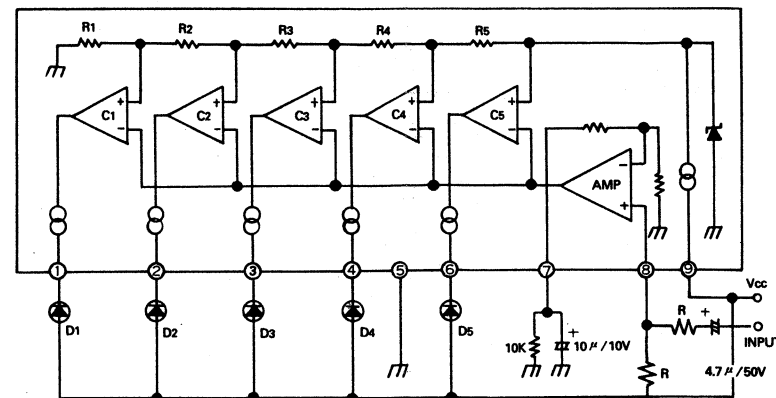 R1 R2 R3 R4 R5
+ + + + +
C1 C2 C3 C4 C5
- - - - -
-
AMP
+
1 2 3 4 5 6 7 8 9
Vcc
D1 D2 D3 D4 D5
10K
+
10μ/10V
R
+
INPUT
R
4.7μ/50V